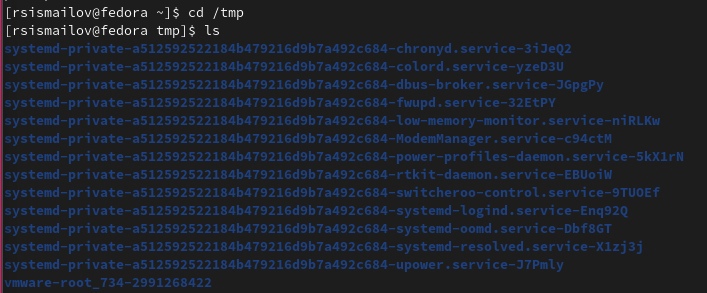 [rsismailov@fedora ~]$ cd /tmp
[rsismailov@fedora tmp]$ ls
systemd-private-a512592522184b479216d9b7a492c684-chronyd.service-3iJeQ2
systemd-private-a512592522184b479216d9b7a492c684-colord.service-yzeD3U
systemd-private-a512592522184b479216d9b7a492c684-dbus-broker.service-JGpgPy
systemd-private-a512592522184b479216d9b7a492c684-fwupd.service-32EtPY
systemd-private-a512592522184b479216d9b7a492c684-low-memory-monitor.service-niRLKw
systemd-private-a512592522184b479216d9b7a492c684-ModemManager.service-c94ctM
systemd-private-a512592522184b479216d9b7a492c684-power-profiles-daemon.service-5kX1rN
systemd-private-a512592522184b479216d9b7a492c684-rtkit-daemon.service-EBUoiW
systemd-private-a512592522184b479216d9b7a492c684-switcheroo-control.service-9TUOEf
systemd-private-a512592522184b479216d9b7a492c684-systemd-logind.service-Enq92Q
systemd-private-a512592522184b479216d9b7a492c684-systemd-oomd.service-Dbf8GT
systemd-private-a512592522184b479216d9b7a492c684-systemd-resolved.service-X1zj3j
systemd-private-a512592522184b479216d9b7a492c684-upower.service-J7Pmly
vmware-root_734-2991268422